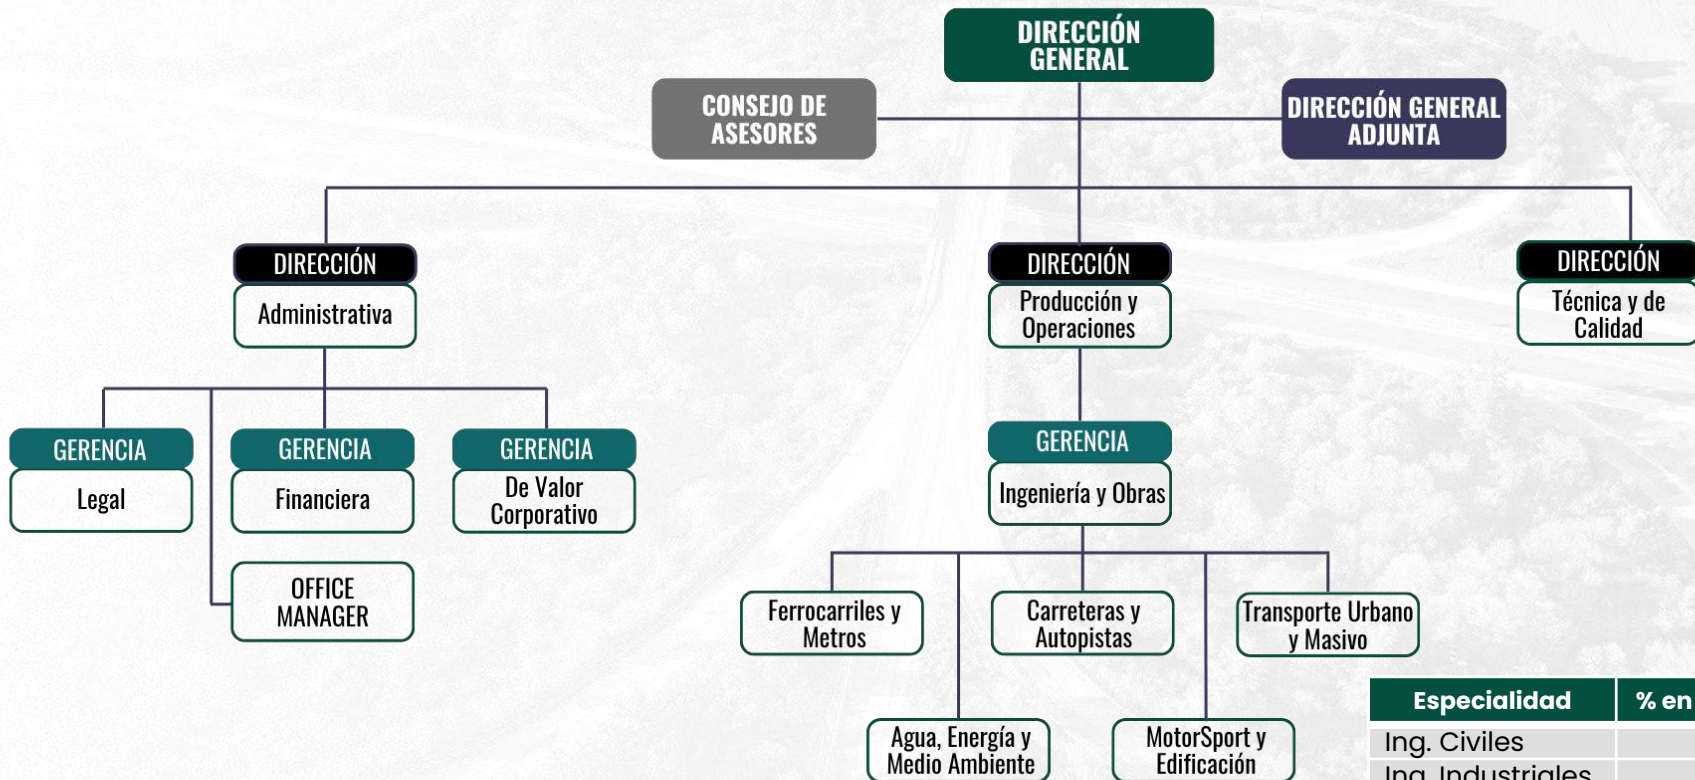 DIRECCIÓN
GENERAL
CONSEJO DE
ASESORES
DIRECCIÓN GENERAL
ADJUNTA
DIRECCIÓN
Administrativa
DIRECCIÓN
Producción y
Operaciones
DIRECCIÓN
Técnica y de
Calidad
GERENCIA
Legal
GERENCIA
Financiera
GERENCIA
De Valor
Corporativo
OFFICE
MANAGER
GERENCIA
Ingeniería y Obras
Ferrocarriles y
Metros
Carreteras y
Autopistas
Transporte Urbano
y Masivo
Agua, Energía y
Medio Ambiente
MotorSport y
Edificación
Especialidad % en
Ing. Civiles
Ing. Industriales